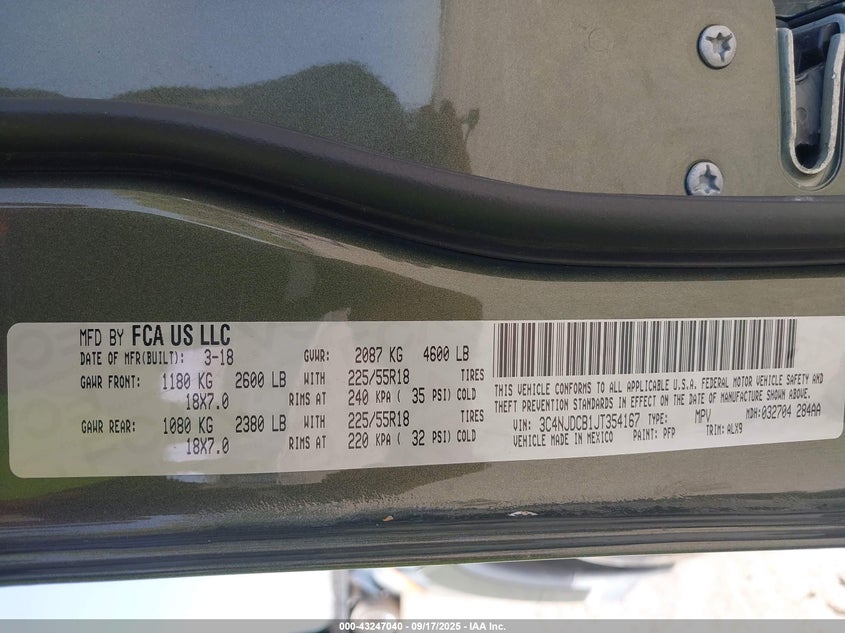 MFD BY FCA US LLC
DATE OF MFR(BUILT): 3-18 GVWR: 2087 KG 4600 LB
GAWR FRONT: 1180 KG 2600 LB WITH 225/55R18 TIRES
18X7.0 RIMS AT 240 KPA ( 35 PSI) COLD
GAWR REAR: 1080 KG 2380 LB WITH 225/55R18 TIRES
18X7.0 RIMS AT 220 KPA ( 32 PSI) COLD
THIS VEHICLE CONFORMS TO ALL APPLICABLE U.S.A. FEDERAL MOTOR VEHICLE SAFETY AND
THEFT PREVENTION STANDARDS IN EFFECT ON THE DATE OF MANUFACTURE SHOWN ABOVE.
VIN: 3C4NJDCB1JT354167 TYPE: MPV MDH:032704 284AA
VEHICLE MADE IN MEXICO PAINT: PFP TRIM: ALX9
000-43247040 - 09/17/2025 - IAA Inc.